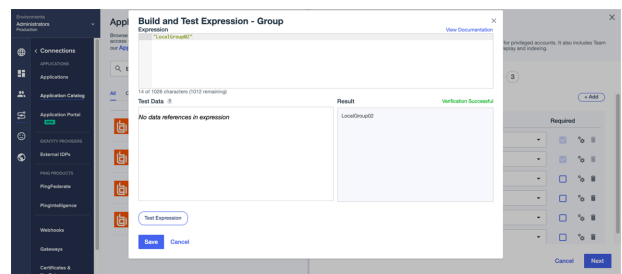 Environments
Administrators
Production
Connections
APPLICATIONS
Applications
Application Catalog
Application Portal
NEW
IDENTITY PROVIDERS
External IDPs
PING PRODUCTS
PingFederate
PingIntelligence
Webhooks
Gateways
Certificates &
Browse
access
our App
All
Build and Test Expression - Group
Expression
View Documentation
"LocalGroup02"
14 of 1026 characters (1012 remaining)
Test Data
Result
Verification Successful
No data references in expression
LocalGroup02
Test Expression
Save
Cancel
for privileged accounts. It also includes Team
replay and indexing.
3
+ Add
Required
Cancel
Next